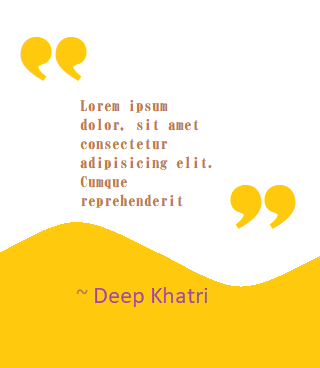 Lorem ipsum
dolor, sit amet
consectetur
adipisicing elit.
Cumque
reprehenderit
~ Deep Khatri